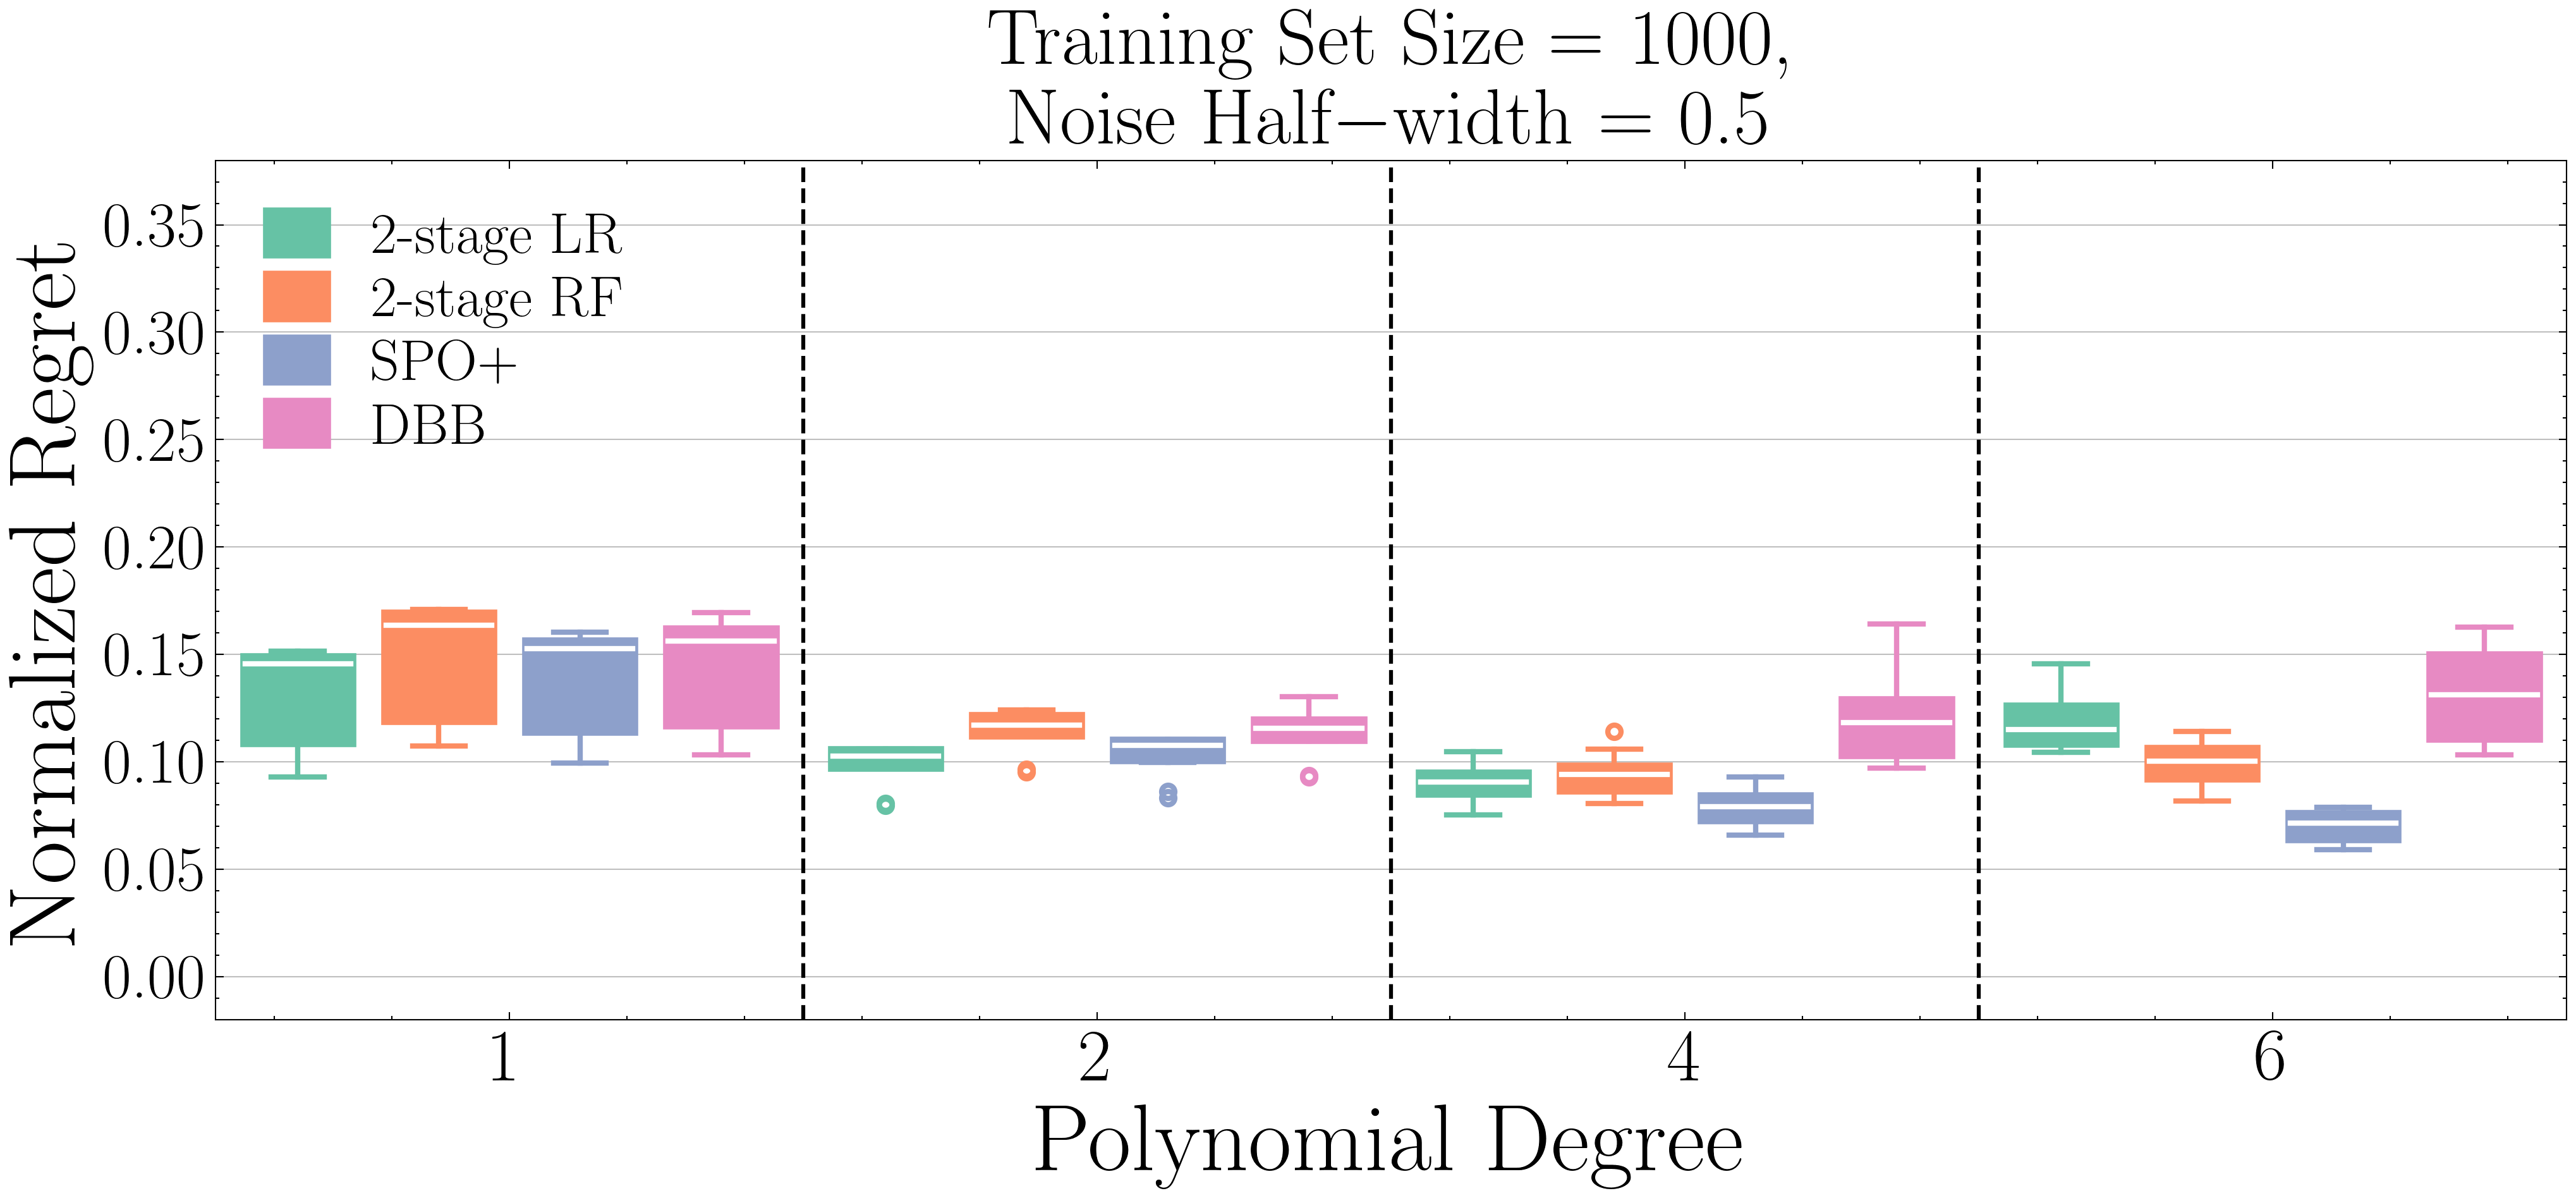 Training Set Size = 1000,
Noise Half−width = 0.5
Normalized Regret
0.35
0.30
0.25
0.20
0.15
0.10
0.05
0.00
2-stage LR
2-stage RF
SPO+
DBB
1 2 4 6
Polynomial Degree